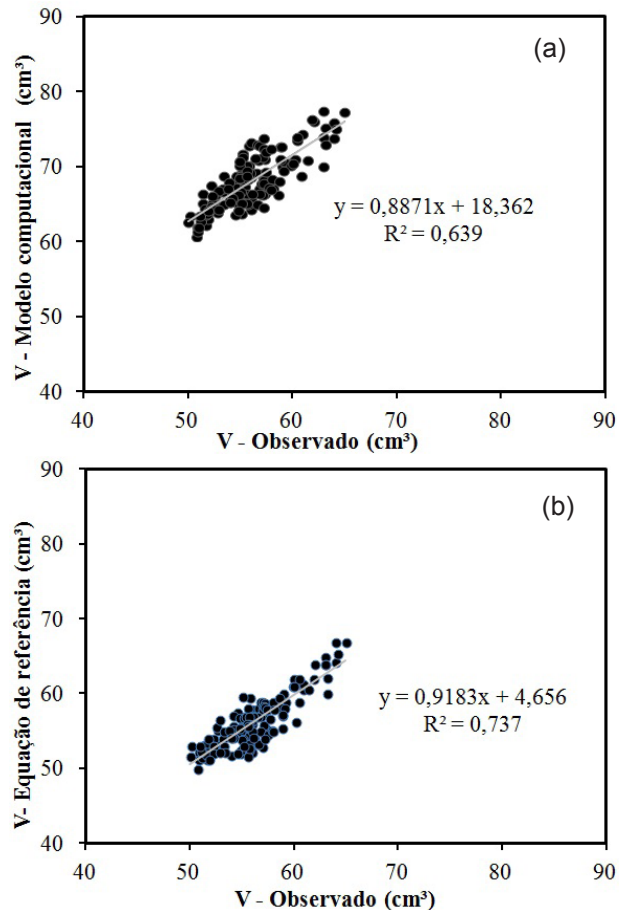 (a)
V - Modelo computacional (cm³)
90
80
70
60
50
40
y = 0,8871x + 18,362
R² = 0,639
40 50 60 70 80 90
V - Observado (cm³)
(b)
V- Equação de referência (cm³)
90
80
70
60
50
40
y = 0,9183x + 4,656
R² = 0,737
40 50 60 70 80 90
V - Observado (cm³)